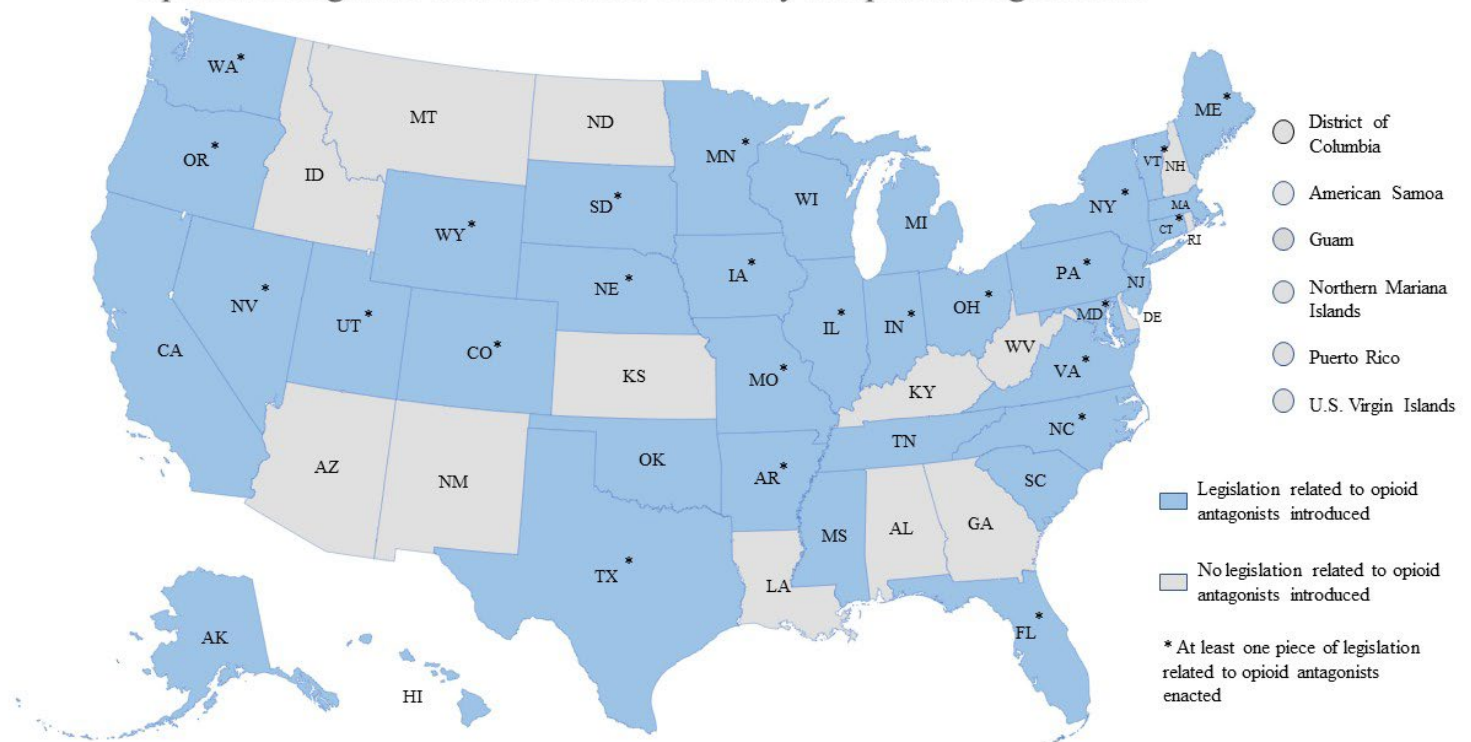 WA*
MT
ND
OR*
ID
MN*
ME*
VT*
NH
SD*
WI
NY*
MA
WY*
MI
CT*
RI
IA*
PA*
NE*
NJ
NV*
OH*
UT*
IL*
IN*
MD*
DE
CA
CO*
WV
KS
MO*
VA*
KY
NC*
TN
AZ
OK
NM
AR*
SC
MS
AL
GA
TX*
LA
FL*
AK
HI
District of
Columbia
American Samoa
Guam
Northern Mariana
Islands
Puerto Rico
U.S. Virgin Islands
Legislation related to opioid
antagonists introduced
No legislation related to opioid
antagonists introduced
* At least one piece of legislation
related to opioid antagonists
enacted